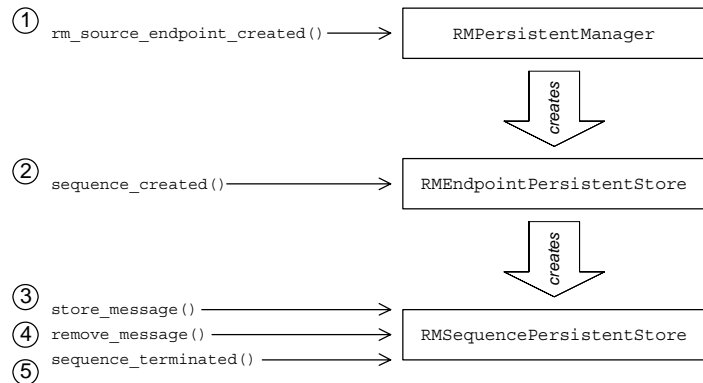 1
rm_source_endpoint_created()
RMPersistentManager
creates
2
sequence_created()
RMEndpointPersistentStore
creates
3
store_message()
4
remove_message()
RMSequencePersistentStore
sequence_terminated()
5